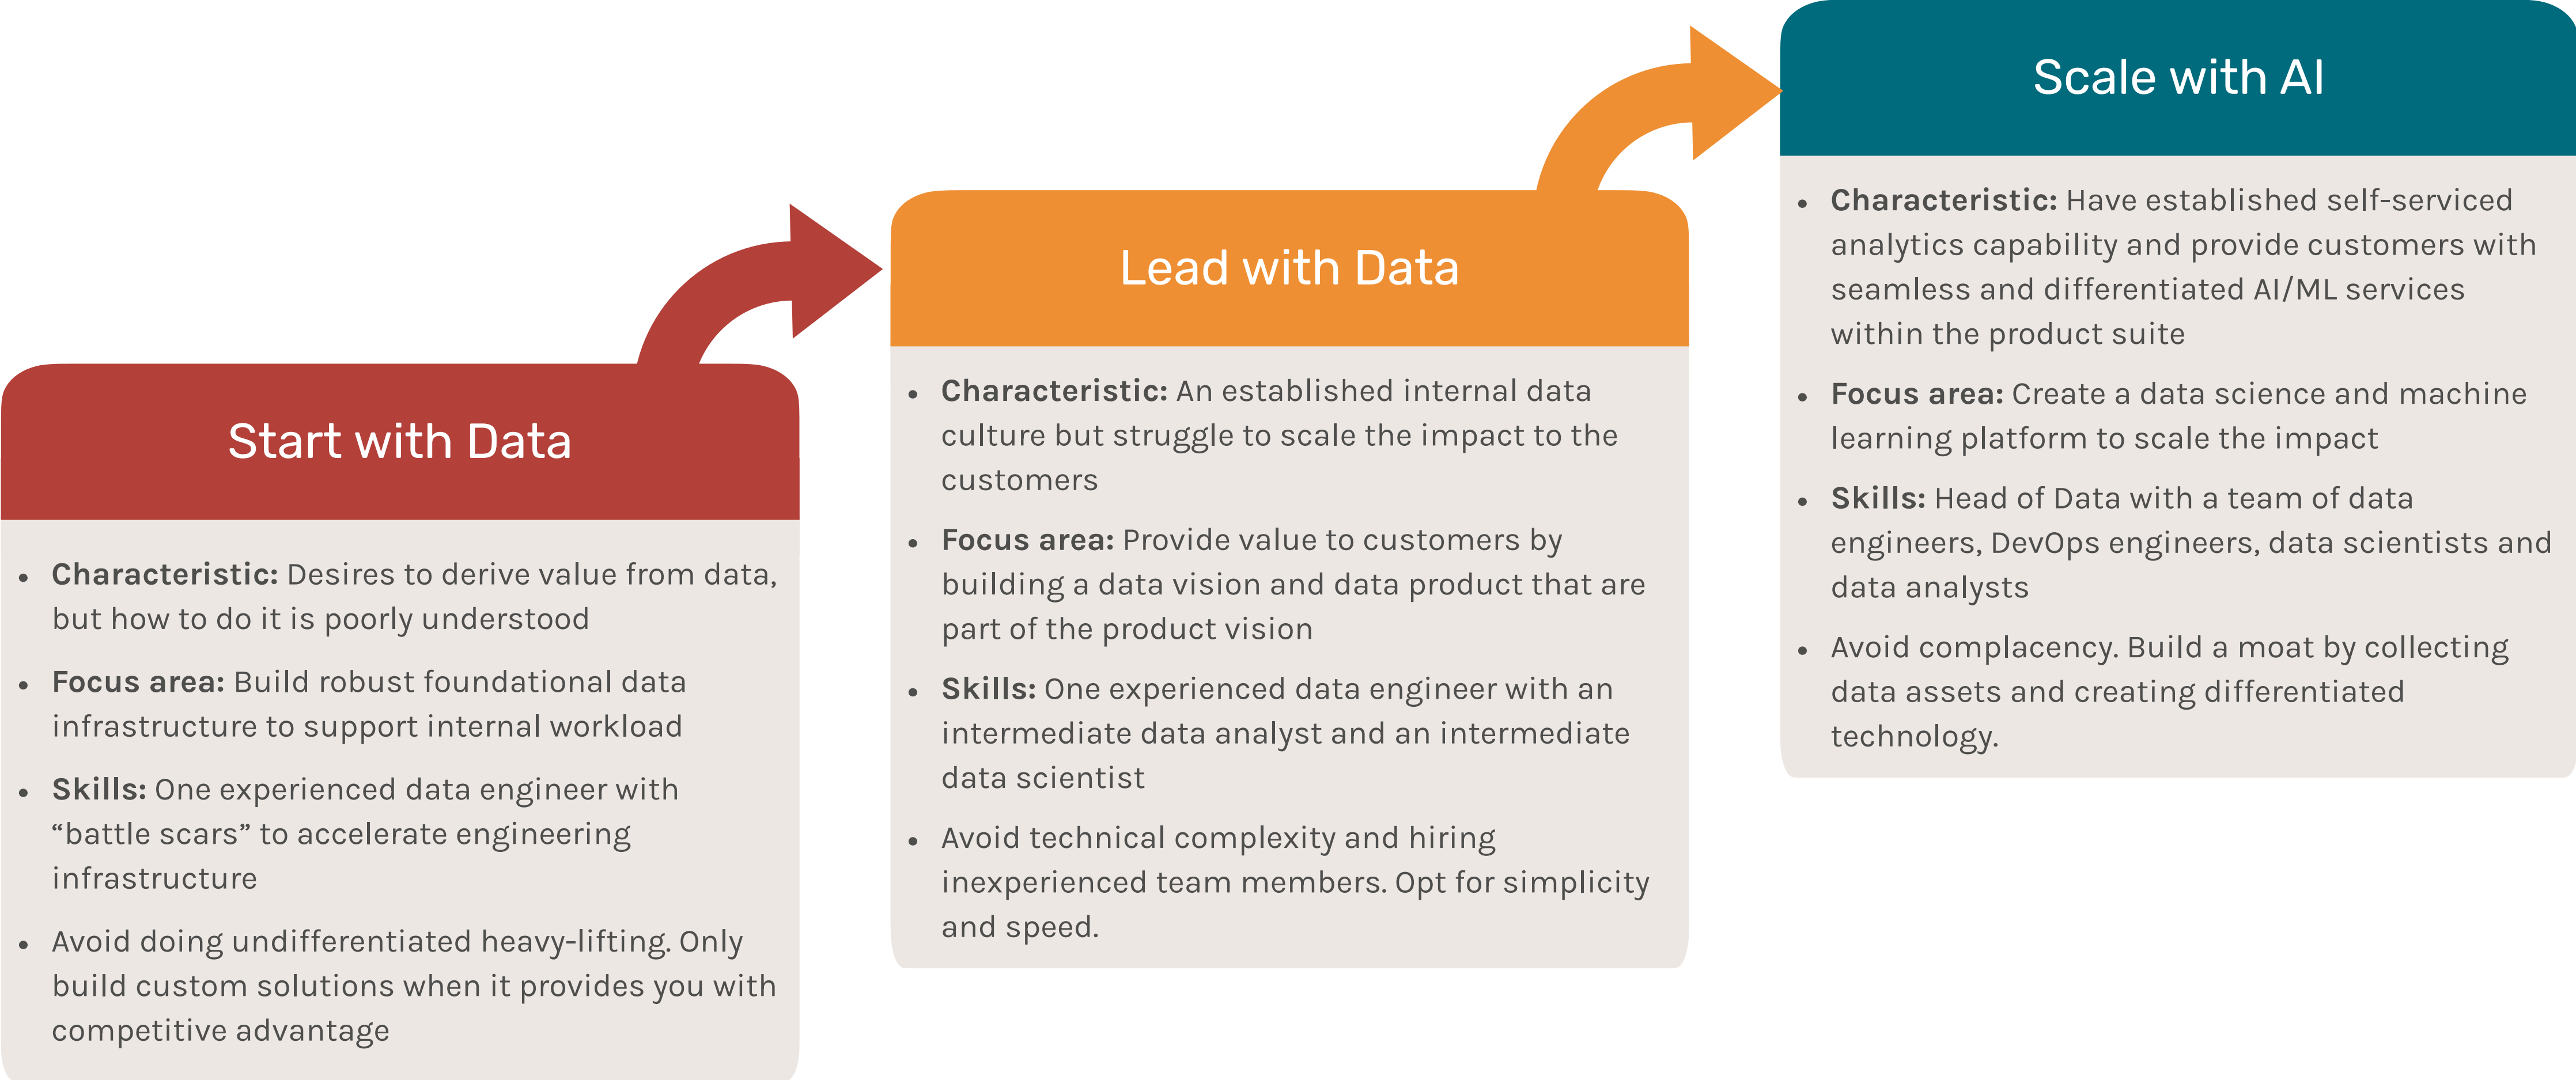 Start with Data
• Characteristic: Desires to derive value from data,
but how to do it is poorly understood
• Focus area: Build robust foundational data
infrastructure to support internal workload
• Skills: One experienced data engineer with
“battle scars” to accelerate engineering
infrastructure
• Avoid doing undifferentiated heavy-lifting. Only
build custom solutions when it provides you with
competitive advantage
Lead with Data
• Characteristic: An established internal data
culture but struggle to scale the impact to the
customers
• Focus area: Provide value to customers by
building a data vision and data product that are
part of the product vision
• Skills: One experienced data engineer with an
intermediate data analyst and an intermediate
data scientist
• Avoid technical complexity and hiring
inexperienced team members. Opt for simplicity
and speed.
Scale with AI
• Characteristic: Have established self-serviced
analytics capability and provide customers with
seamless and differentiated AI/ML services
within the product suite
• Focus area: Create a data science and machine
learning platform to scale the impact
• Skills: Head of Data with a team of data
engineers, DevOps engineers, data scientists and
data analysts
• Avoid complacency. Build a moat by collecting
data assets and creating differentiated
technology.